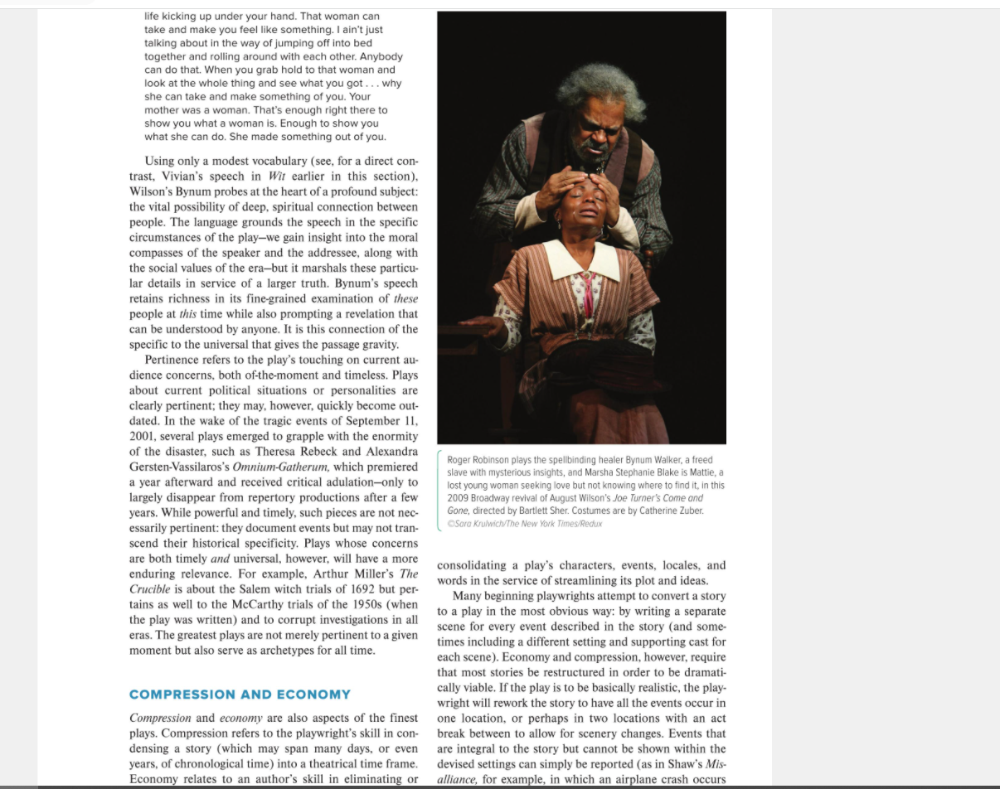 life kicking up under your hand. That woman can
take and make you feel like something. I ain't just
talking about in the way of jumping off into bed
together and rolling around with each other. Anybody
can do that. When you grab hold to that woman and
look at the whole thing and see what you got . . . why
she can take and make something of you. Your
mother was a woman. That's enough right there to
show you what a woman is. Enough to show you
what she can do. She made something out of you.
Using only a modest vocabulary (see, for a direct con-
trast, Vivian's speech in Wit earlier in this section),
Wilson's Bynum probes at the heart of a profound subject:
the vital possibility of deep, spiritual connection between
people. The language grounds the speech in the specific
circumstances of the play—we gain insight into the moral
compasses of the speaker and the addressee, along with
the social values of the era—but it marshals these particu-
lar details in service of a larger truth. Bynum's speech
retains richness in its fine-grained examination of these
people at this time while also prompting a revelation that
can be understood by anyone. It is this connection of the
specific to the universal that gives the passage gravity.
Pertinence refers to the play's touching on current au-
dience concerns, both of-the-moment and timeless. Plays
about current political situations or personalities are
clearly pertinent; they may, however, quickly become out-
dated. In the wake of the tragic events of September 11,
2001, several plays emerged to grapple with the enormity
of the disaster, such as Theresa Rebeck and Alexandra
Gersten-Vassilaros's Omnium-Gatherum, which premiered
a year afterward and received critical adulation—only to
largely disappear from repertory productions after a few
years. While powerful and timely, such pieces are not nec-
essarily pertinent: they document events but may not tran-
scend their historical specificity. Plays whose concerns
are both timely and universal, however, will have a more
enduring relevance. For example, Arthur Miller's The
Crucible is about the Salem witch trials of 1692 but per-
tains as well to the McCarthy trials of the 1950s (when
the play was written) and to corrupt investigations in all
eras. The greatest plays are not merely pertinent to a given
moment but also serve as archetypes for all time.
COMPRESSION AND ECONOMY
Compression and economy are also aspects of the finest
plays. Compression refers to the playwright's skill in con-
densing a story (which may span many days, or even
years, of chronological time) into a theatrical time frame.
Economy relates to an author's skill in eliminating or
Roger Robinson plays the spellbinding healer Bynum Walker, a freed
slave with mysterious insights, and Marsha Stephanie Blake is Mattie, a
lost young woman seeking love but not knowing where to find it, in this
2009 Broadway revival of August Wilson's Joe Turner's Come and
Gone, directed by Bartlett Sher. Costumes are by Catherine Zuber.
©Sara Krulwich/The New York Times/Redux
consolidating a play's characters, events, locales, and
words in the service of streamlining its plot and ideas.
Many beginning playwrights attempt to convert a story
to a play in the most obvious way: by writing a separate
scene for every event described in the story (and some-
times including a different setting and supporting cast for
each scene). Economy and compression, however, require
that most stories be restructured in order to be dramati-
cally viable. If the play is to be basically realistic, the play-
wright will rework the story to have all the events occur in
one location, or perhaps in two locations with an act
break between to allow for scenery changes. Events that
are integral to the story but cannot be shown within the
devised settings can simply be reported (as in Shaw's Mis-
alliance, for example, in which an airplane crash occurs